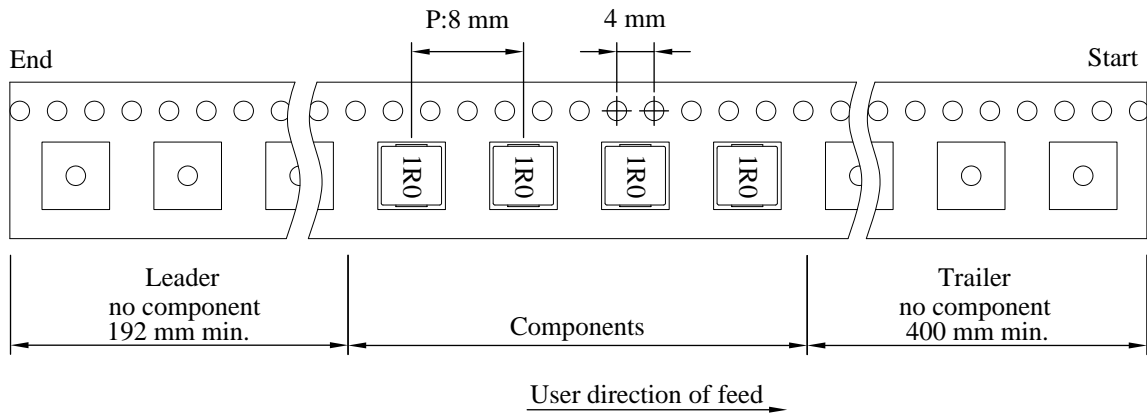 P:8 mm
4 mm
End
Start
1R0
1R0
1R0
1R0
Leader
no component
192 mm min.
Components
Trailer
no component
400 mm min.
User direction of feed